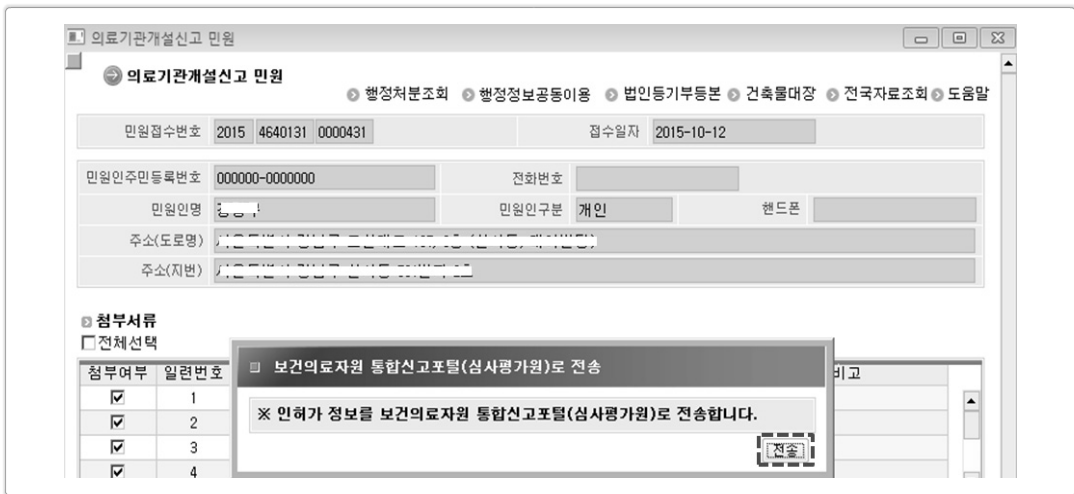 의료기관개설신고 민원
의료기관개설신고 민원
행정처분조회 행정정보공동이용 법인등기부등본 건축물대장 전국자료조회 도움말
민원접수번호 2015 4640131 0000431 접수일자 2015-10-12
민원인주민등록번호 000000-0000000 전화번호
민원인명 민원인구분 개인 핸드폰
주소(도로명)
주소(지번)
첨부서류
전체선택
첨부여부 일련번호 비고
1
2
3
4
보건의료자원 통합신고포털(심사평가원)로 전송
※ 인허가 정보를 보건의료자원 통합신고포털(심사평가원)로 전송합니다.
전송